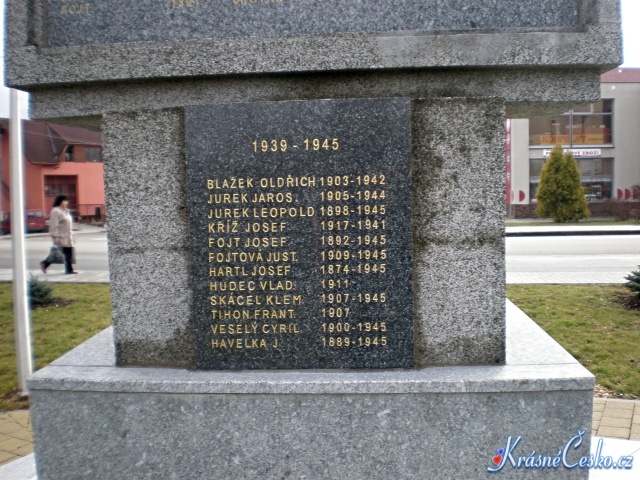 FOJT
1939 - 1945
BLAŽEK OLDŘICH 1903-1942
JUREK JAROS. 1905-1944
JUREK LEOPOLD 1898-1945
KŘÍŽ JOSEF 1917-1941
FOJT JOSEF 1892-1945
FOJTOVÁ JUST. 1909-1945
HARTL JOSEF 1874-1945
HUDEC VLAD. 1911-
SKÁCEL KLEM. 1907-1945
TIHON FRANT. 1907
VESELÝ CYRIL 1900-1945
HAVELKA J. 1889-1945
KrásnéČesko.cz